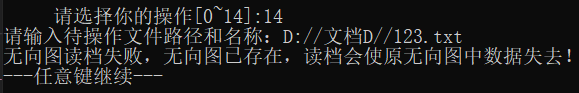 请选择你的操作[0~14]:14
请输入待操作文件路径和名称：D://文档D//123.txt
无向图读档失败，无向图已存在，读档会使原无向图中数据失去！
---任意键继续---